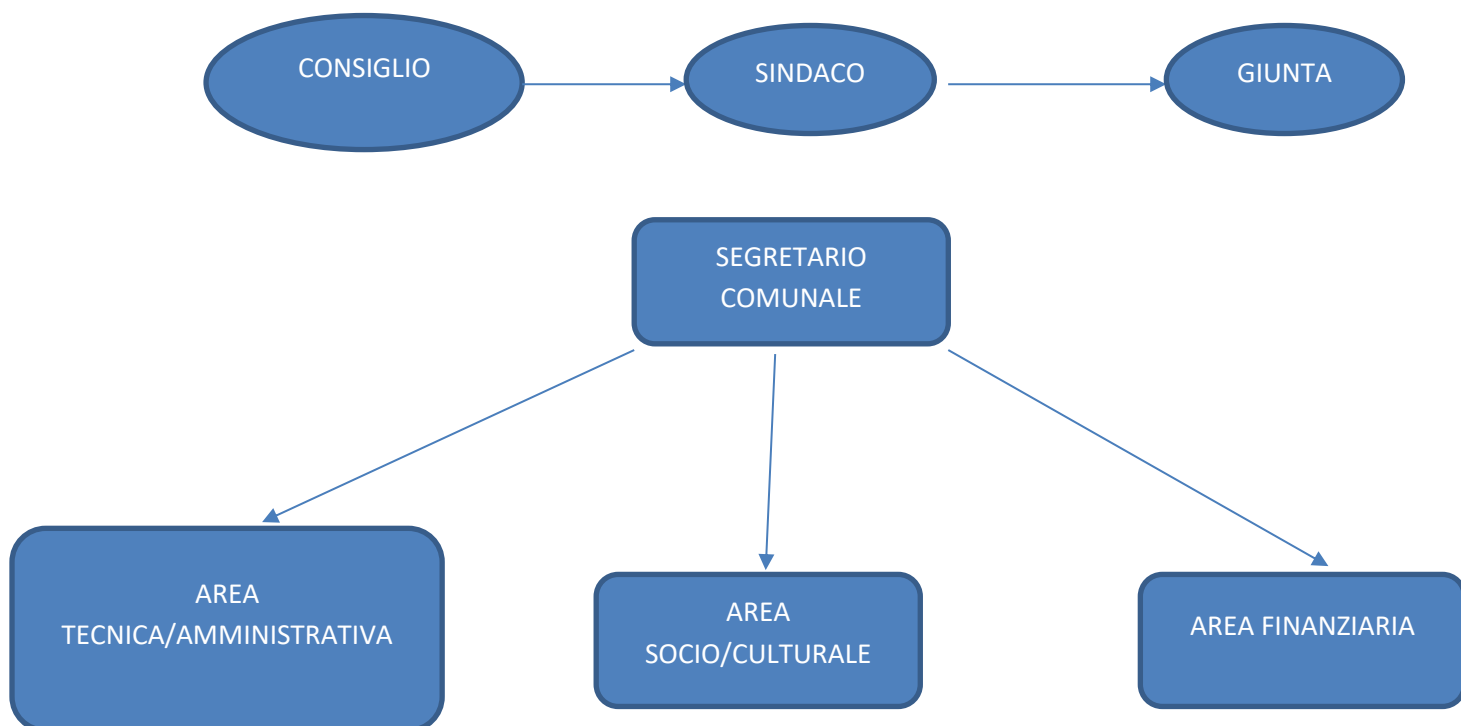 CONSIGLIO
SINDACO
GIUNTA
SEGRETARIO
COMUNALE
AREA
TECNICA/AMMINISTRATIVA
AREA
SOCIO/CULTURALE
AREA FINANZIARIA